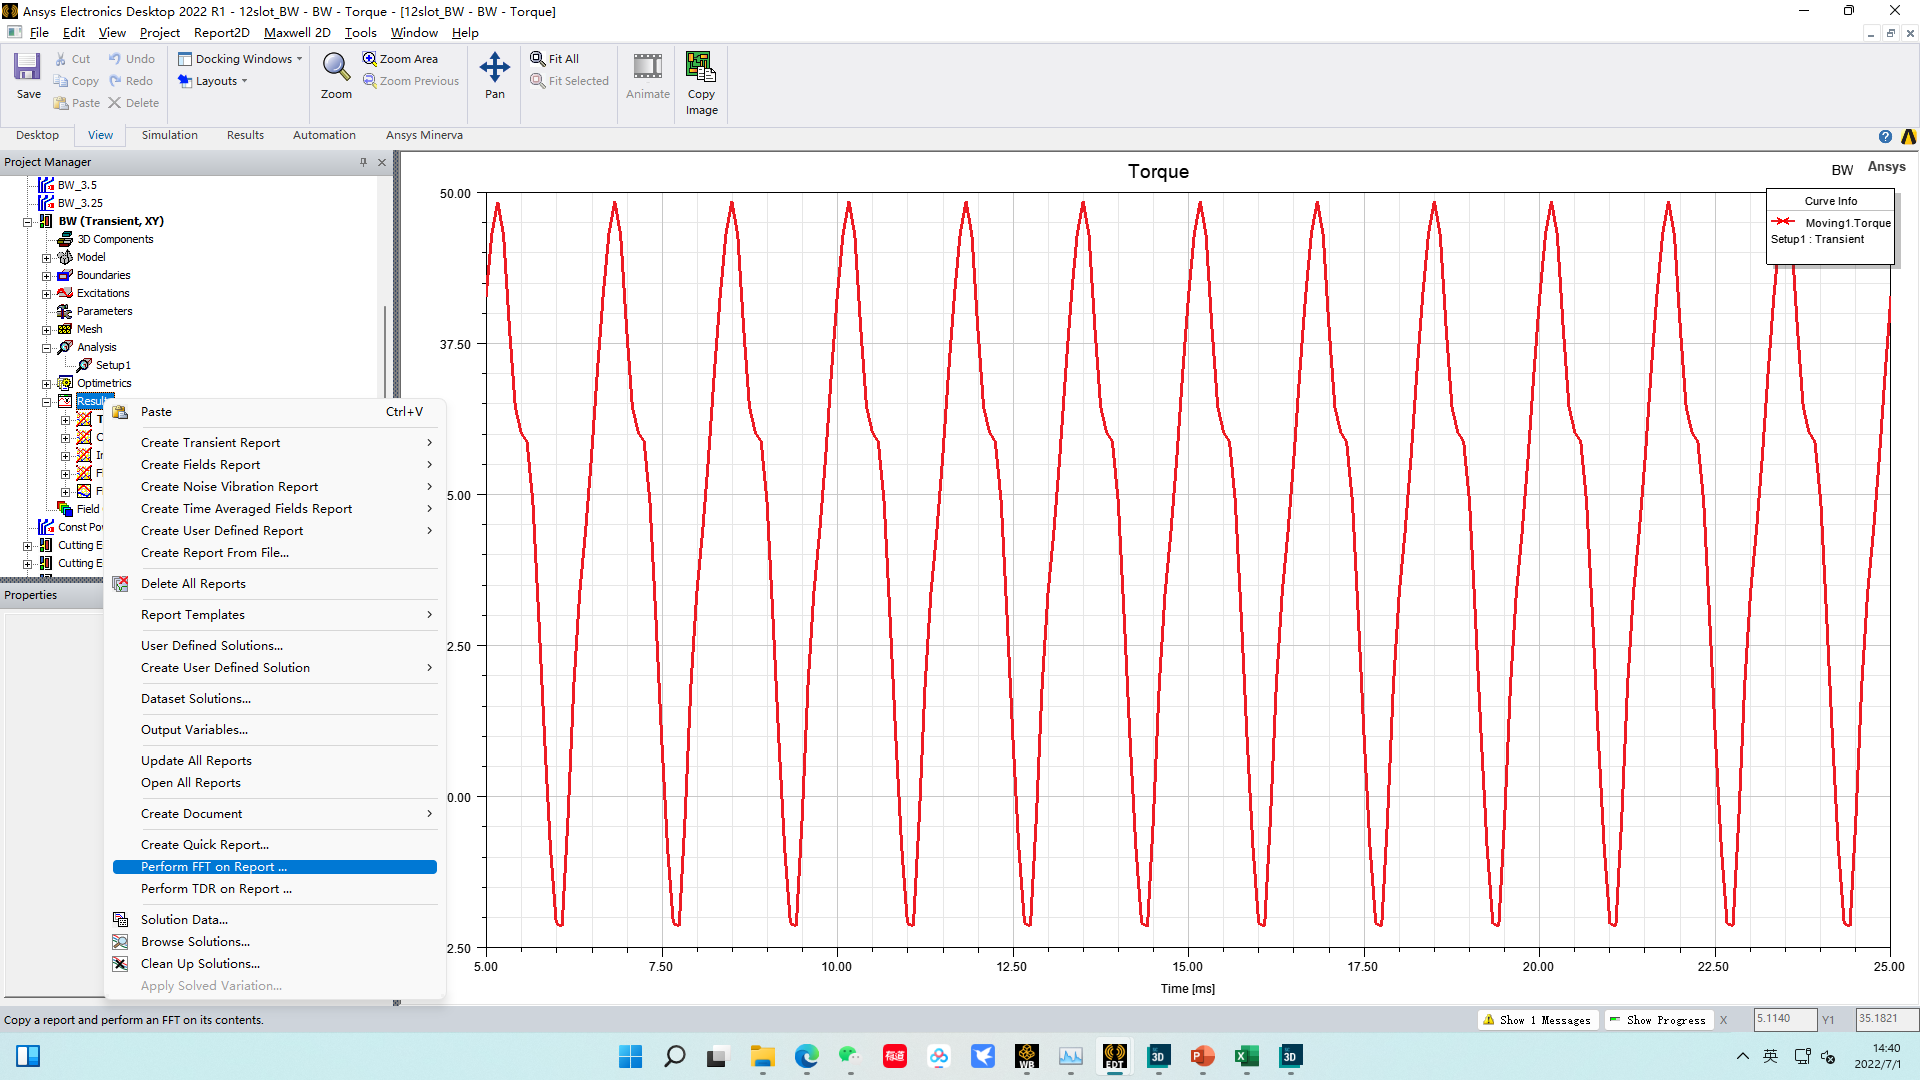 Ansys Electronics Desktop 2022 R1 - 12slot_BW - BW - Torque - [12slot_BW - BW - Torque]
File Edit View Project Report2D Maxwell 2D Tools Window Help
Save
Cut
Copy
Paste
Undo
Redo
Delete
Docking Windows
Layouts
Zoom
Zoom Area
Zoom Previous
Pan
Fit All
Fit Selected
Animate
Copy
Image
Desktop View Simulation Results Automation Ansys Minerva
Project Manager
BW_3.5
BW_3.25
BW (Transient, XY)
3D Components
Model
Boundaries
Excitations
Parameters
Mesh
Analysis
Setup1
Optimetrics
Field
Cutting E
Cutting E
Properties
Paste Ctrl+V
Create Transient Report
Create Fields Report
Create Noise Vibration Report
Create Time Averaged Fields Report
Create User Defined Report
Create Report From File...
Delete All Reports
Report Templates
User Defined Solutions...
Create User Defined Solution
Dataset Solutions...
Output Variables...
Update All Reports
Open All Reports
Create Document
Create Quick Report...
Perform FFT on Report ...
Perform TDR on Report ...
Solution Data...
Browse Solutions...
Clean Up Solutions...
Apply Solved Variation...
Torque
BW
Ansys
Curve Info
Moving1.Torque
Setup1 : Transient
50.00
37.50
5.00
2.50
0.00
2.50
5.00 7.50 10.00 12.50 15.00 17.50 20.00 22.50 25.00
Time [ms]
Copy a report and perform an FFT on its contents.
Show 1 Messages
Show Progress
X 5.1140 Y1 35.1821
有道
WB
EDT
3D
3D
英
14:40
2022/7/1